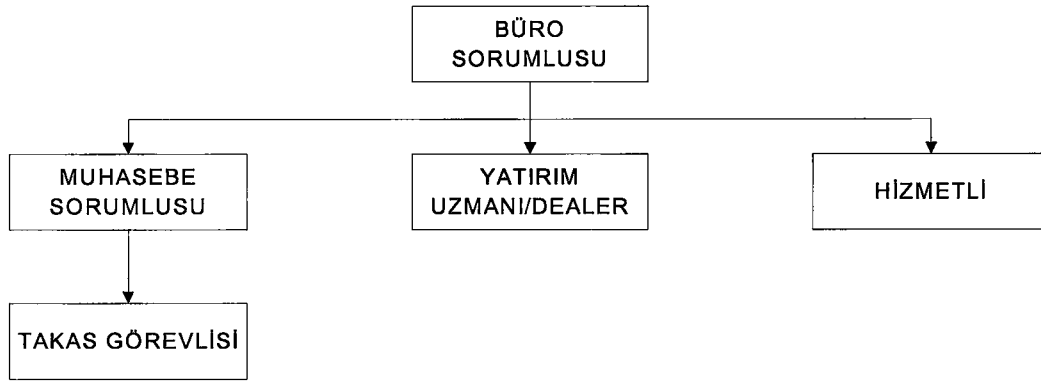 BÜRO
SORUMLUSU
MUHASEBE
SORUMLUSU
YATIRIM
UZMANI/DEALER
HİZMETLİ
TAKAS GÖREVLİSİ